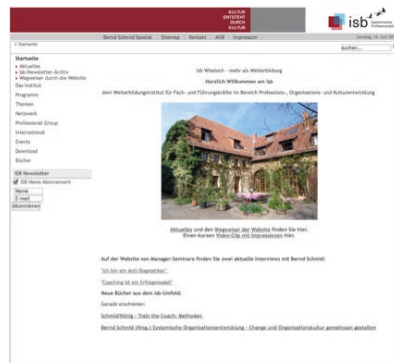 KULTUR
ENTSTEHT
DURCH
KULTUR
isb Systemische Professionalität
Bernd Schmid Spezial Sitemap Kontakt AGB Impressum
Startseite
suchen...
Startseite
Aktuelles
isb-Newsletter-Archiv
Wegweiser durch die Website
Das Institut
Programm
Themen
Netzwerk
Professional Group
International
Events
Download
Bücher
ISB Newsletter
ISB News-Abonnement
Name
E-mail
Abonnieren
isb Wiesloch - mehr als Weiterbildung
Herzlich Willkommen am isb
dem Weiterbildungsinstitut für Fach- und Führungskräfte im Bereich Professions-, Organisations- und Kulturentwicklung
Aktuelles und den Wegweiser der Website finden Sie hier.
Einen kurzen Video-Clip mit Impressionen hier.
Auf der Website von Manager-Seminare finden Sie zwei aktuelle Interviews mit Bernd Schmid:
"Ich bin ein Anti-Dogmatiker".
"Coaching ist ein Erfolgsmodell"
Neue Bücher aus dem isb-Umfeld:
Gerade erschienen:
Schmid/König - Train the Coach: Methoden
Bernd Schmid (Hrsg.) Systemische Organisationsentwicklung - Change und Organisationskultur gemeinsam gestalten